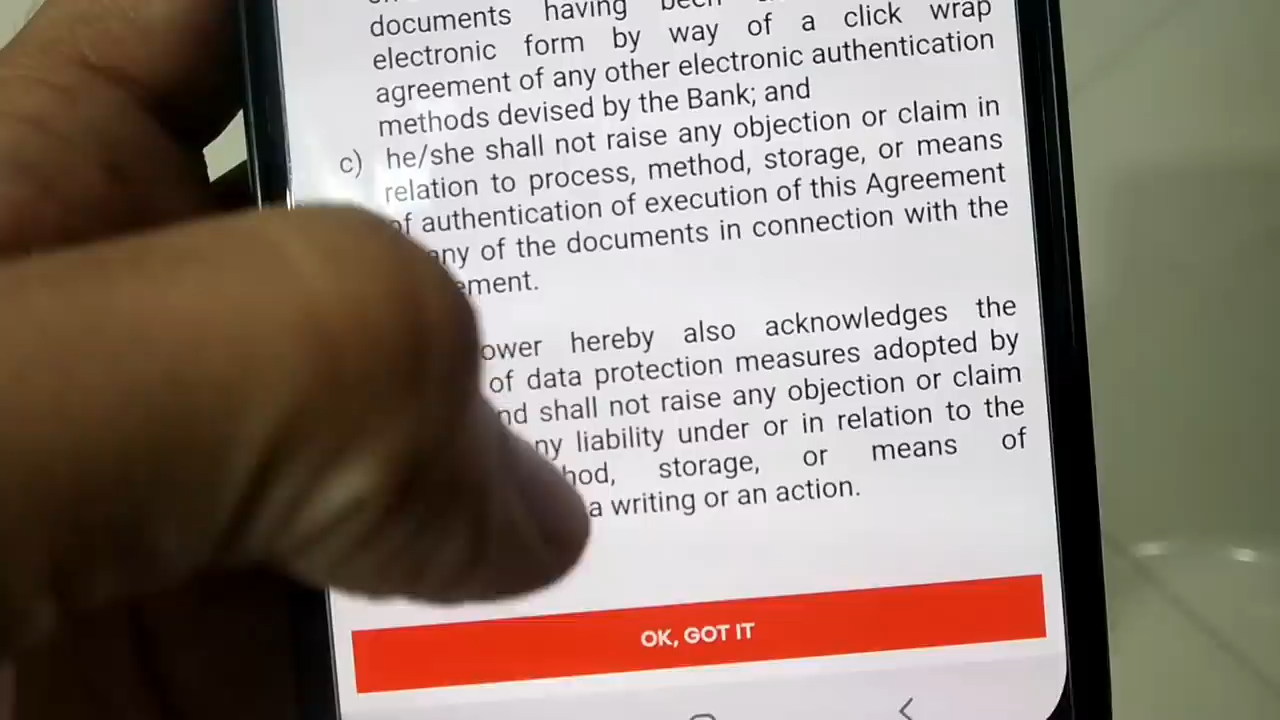 documents having been
electronic form by way of a click wrap
agreement of any other electronic authentication
methods devised by the Bank; and
c) he/she shall not raise any objection or claim in
relation to process, method, storage, or means
of authentication of execution of this Agreement
any of the documents in connection with the
ement.
ower hereby also acknowledges the
of data protection measures adopted by
nd shall not raise any objection or claim
ny liability under or in relation to the
hod, storage, or means of
a writing or an action.
OK, GOT IT